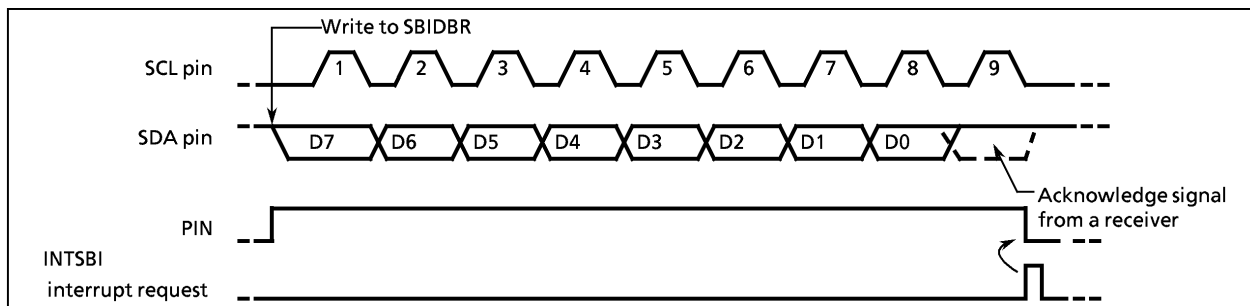 Write to SBIDBR
SCL pin
1 2 3 4 5 6 7 8 9
SDA pin
D7 D6 D5 D4 D3 D2 D1 D0
Acknowledge signal
from a receiver
PIN
INTSBI
interrupt request